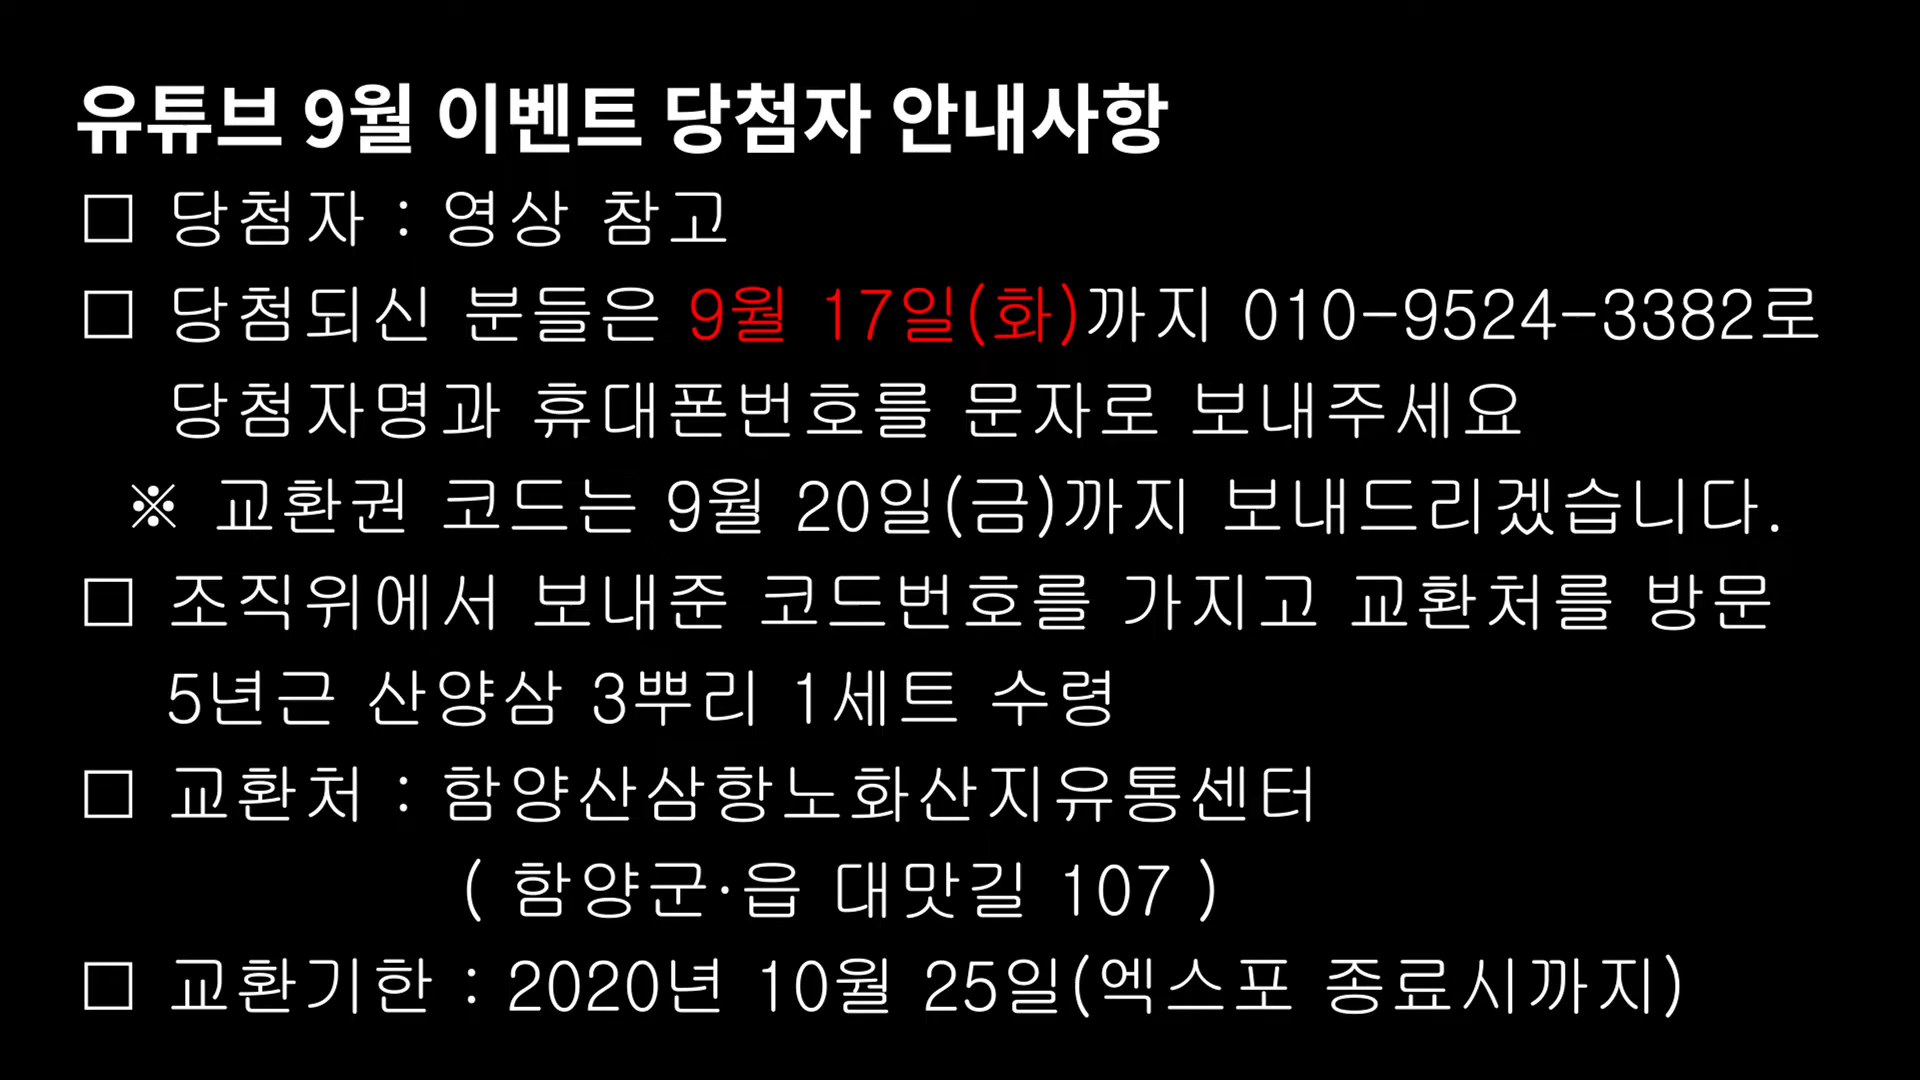 유튜브 9월 이벤트 당첨자 안내사항
□ 당첨자 : 영상 참고
□ 당첨되신 분들은 9월 17일(화)까지 010-9524-3382로
당첨자명과 휴대폰번호를 문자로 보내주세요
※ 교환권 코드는 9월 20일(금)까지 보내드리겠습니다.
□ 조직위에서 보내준 코드번호를 가지고 교환처를 방문
5년근 산양삼 3뿌리 1세트 수령
□ 교환처 : 함양산삼항노화산지유통센터
( 함양군·읍 대맛길 107 )
□ 교환기한 : 2020년 10월 25일(엑스포 종료시까지)